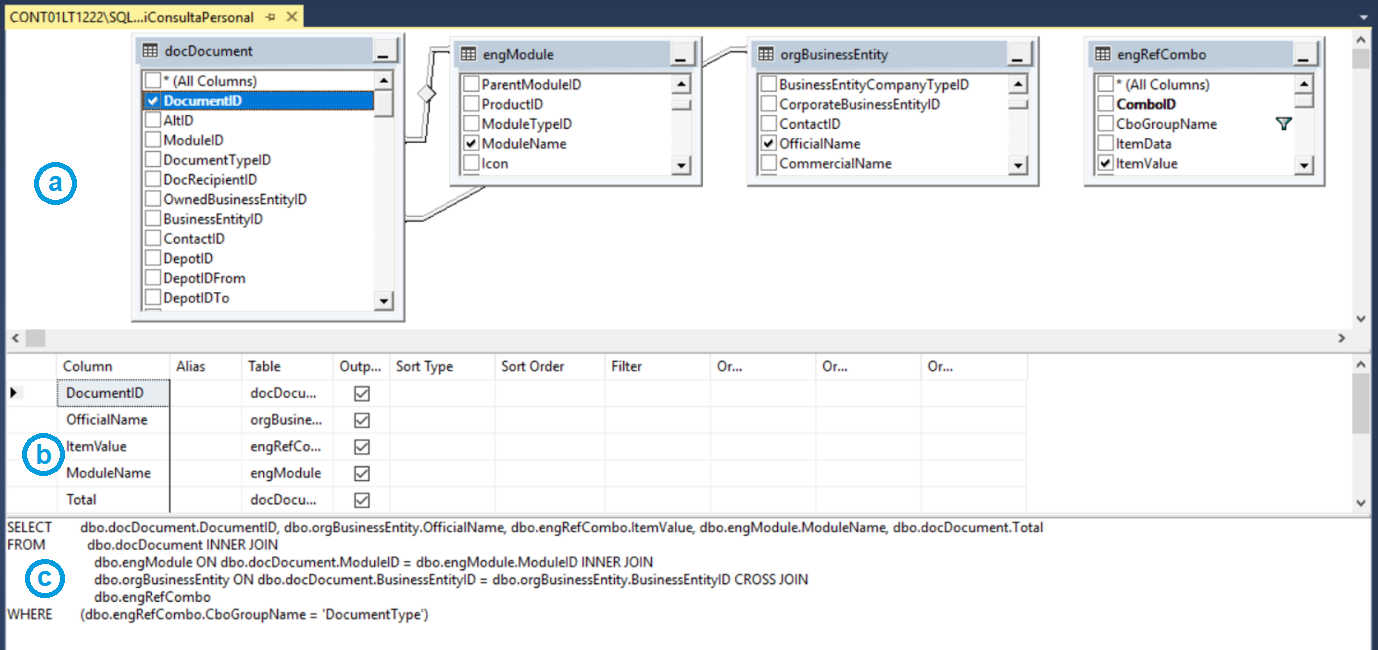 CONT01LT1222\SQL...iConsultaPersonal
docDocument
* (All Columns)
DocumentID
AltID
ModuleID
DocumentTypeID
DocRecipientID
OwnedBusinessEntityID
BusinessEntityID
ContactID
DepotID
DepotIDFrom
DepotIDTo
engModule
ParentModuleID
ProductID
ModuleTypeID
ModuleName
Icon
orgBusinessEntity
BusinessEntityCompanyTypeID
CorporateBusinessEntityID
ContactID
OfficialName
CommercialName
engRefCombo
* (All Columns)
ComboID
CboGroupName
ItemData
ItemValue
a
Column Alias Table Outp... Sort Type Sort Order Filter Or... Or... Or...
DocumentID docDocu...
OfficialName orgBusine...
ItemValue engRefCo...
ModuleName engModule
Total docDocu...
b
SELECT dbo.docDocument.DocumentID, dbo.orgBusinessEntity.OfficialName, dbo.engRefCombo.ItemValue, dbo.engModule.ModuleName, dbo.docDocument.Total
FROM dbo.docDocument INNER JOIN
dbo.engModule ON dbo.docDocument.ModuleID = dbo.engModule.ModuleID INNER JOIN
dbo.orgBusinessEntity ON dbo.docDocument.BusinessEntityID = dbo.orgBusinessEntity.BusinessEntityID CROSS JOIN
dbo.engRefCombo
WHERE (dbo.engRefCombo.CboGroupName = 'DocumentType')
c